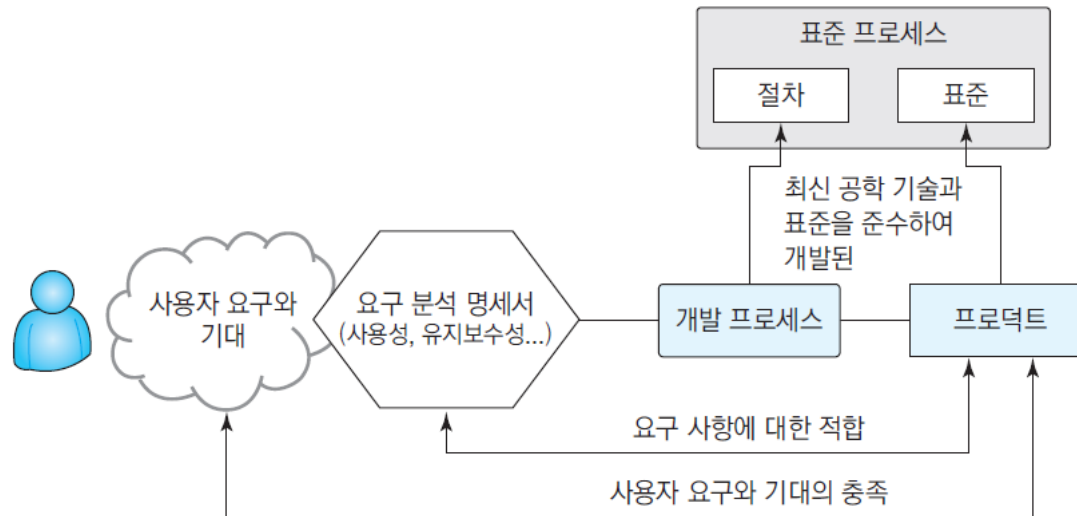 표준 프로세스
절차
표준
최신 공학 기술과
표준을 준수하여
개발된
사용자 요구와
기대
요구 분석 명세서
(사용성, 유지보수성...)
개발 프로세스
프로덕트
요구 사항에 대한 적합
사용자 요구와 기대의 충족